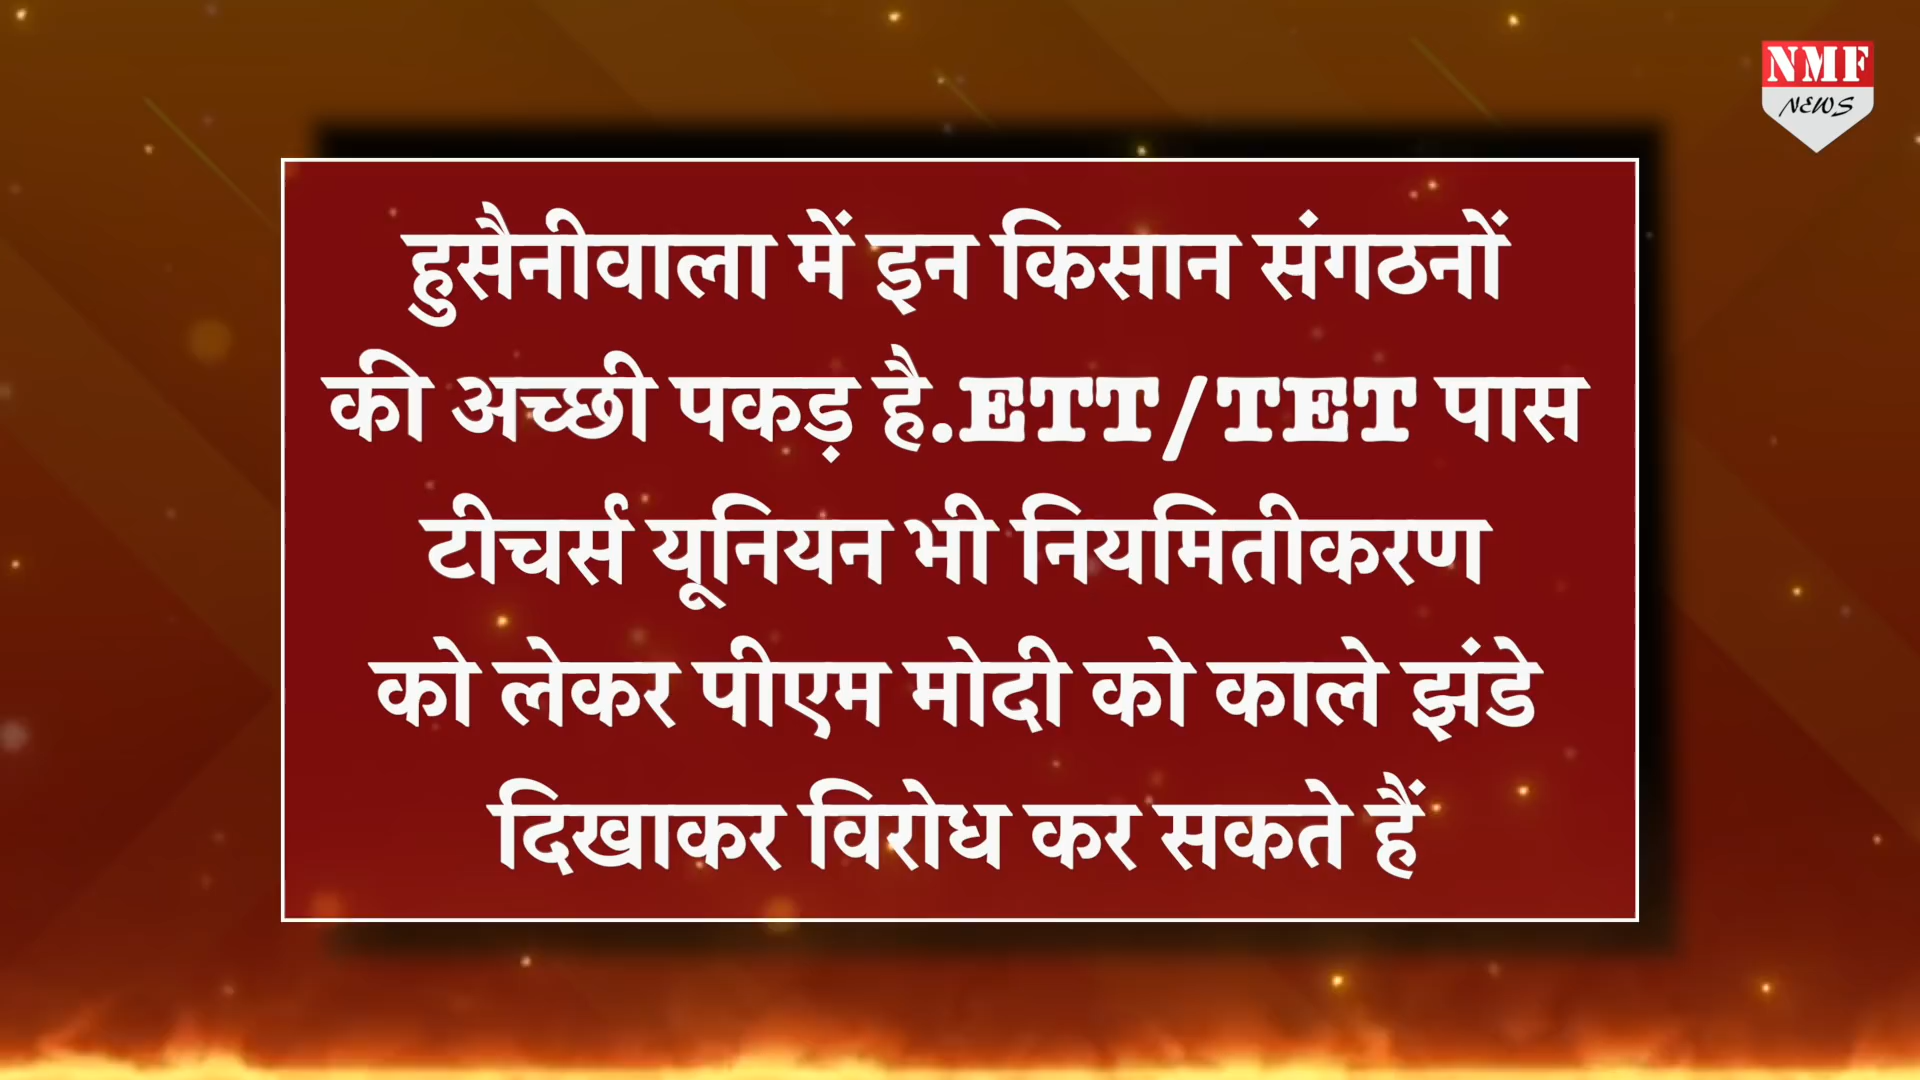 NMF
NEWS
हुसैनीवाला में इन किसान संगठनों
की अच्छी पकड़ है.ETT/TET पास
टीचर्स यूनियन भी नियमितीकरण
को लेकर पीएम मोदी को काले झंडे
दिखाकर विरोध कर सकते हैं